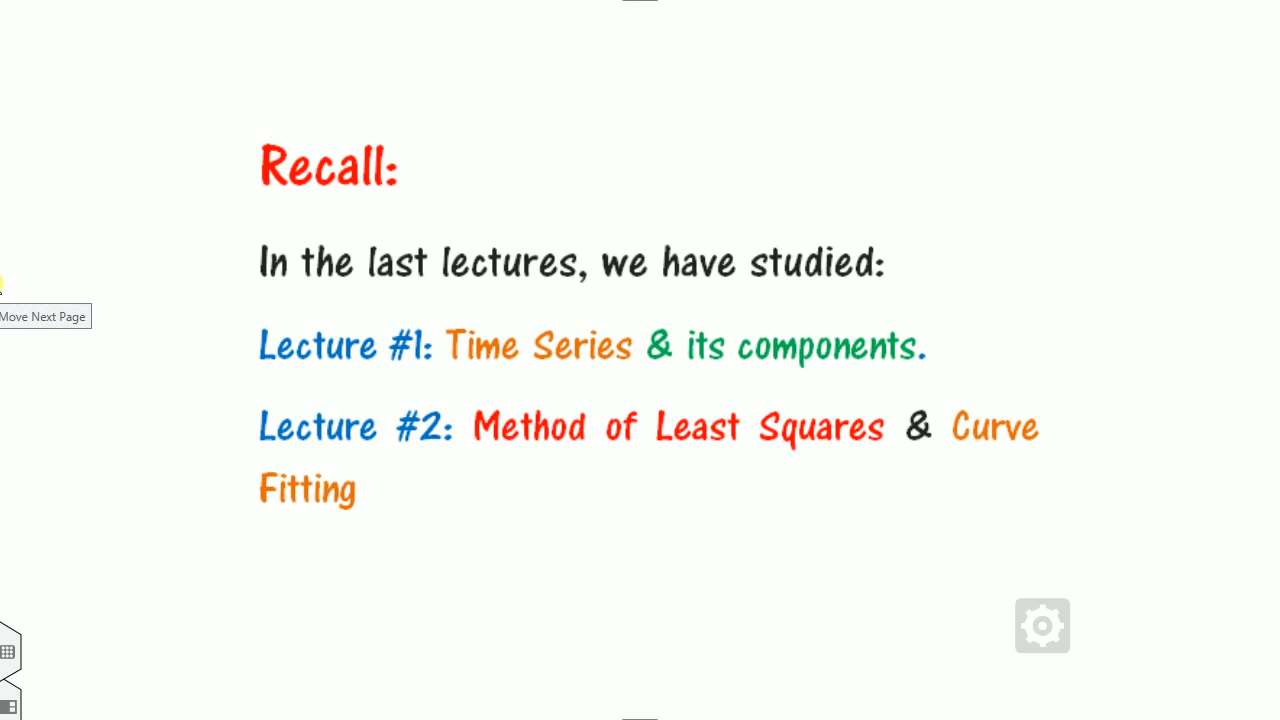 Recall:
In the last lectures, we have studied:
Move Next Page
Lecture #1: Time Series & its components.
Lecture #2: Method of Least Squares & Curve
Fitting